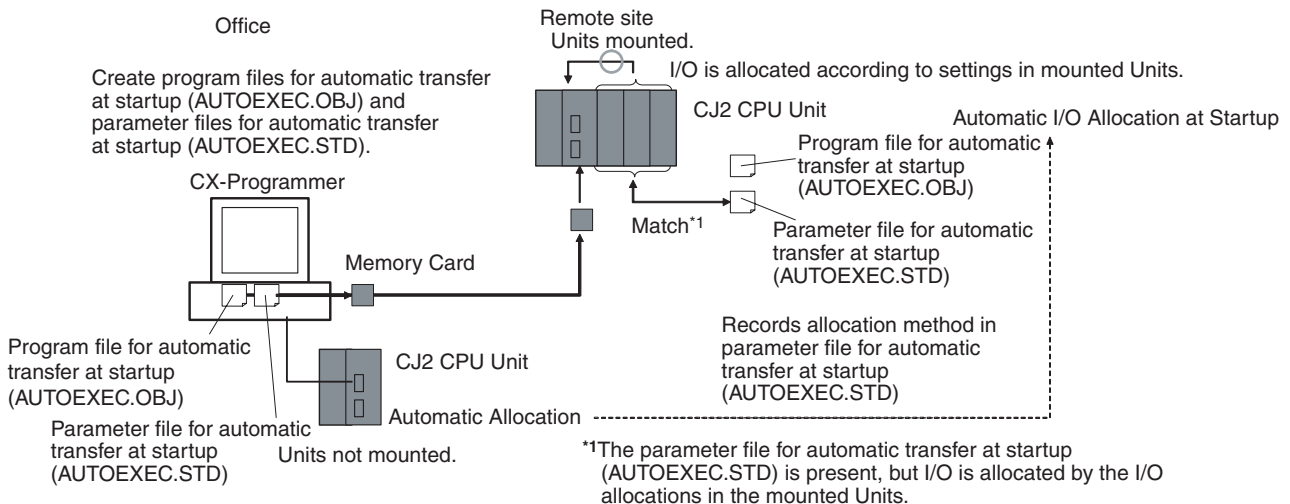 Office
Create program files for automatic transfer
at startup (AUTOEXEC.OBJ) and
parameter files for automatic transfer
at startup (AUTOEXEC.STD).
CX-Programmer
Memory Card
Program file for automatic
transfer at startup
(AUTOEXEC.OBJ)
Parameter file for automatic
transfer at startup
(AUTOEXEC.STD)
Units not mounted.
CJ2 CPU Unit
Automatic Allocation
Remote site
Units mounted.
I/O is allocated according to settings in mounted Units.
CJ2 CPU Unit
Automatic I/O Allocation at Startup
Program file for automatic
transfer at startup
(AUTOEXEC.OBJ)
Match*1
Parameter file for automatic
transfer at startup
(AUTOEXEC.STD)
Records allocation method in
parameter file for automatic
transfer at startup
(AUTOEXEC.STD)
*1The parameter file for automatic transfer at startup
(AUTOEXEC.STD) is present, but I/O is allocated by the I/O
allocations in the mounted Units.